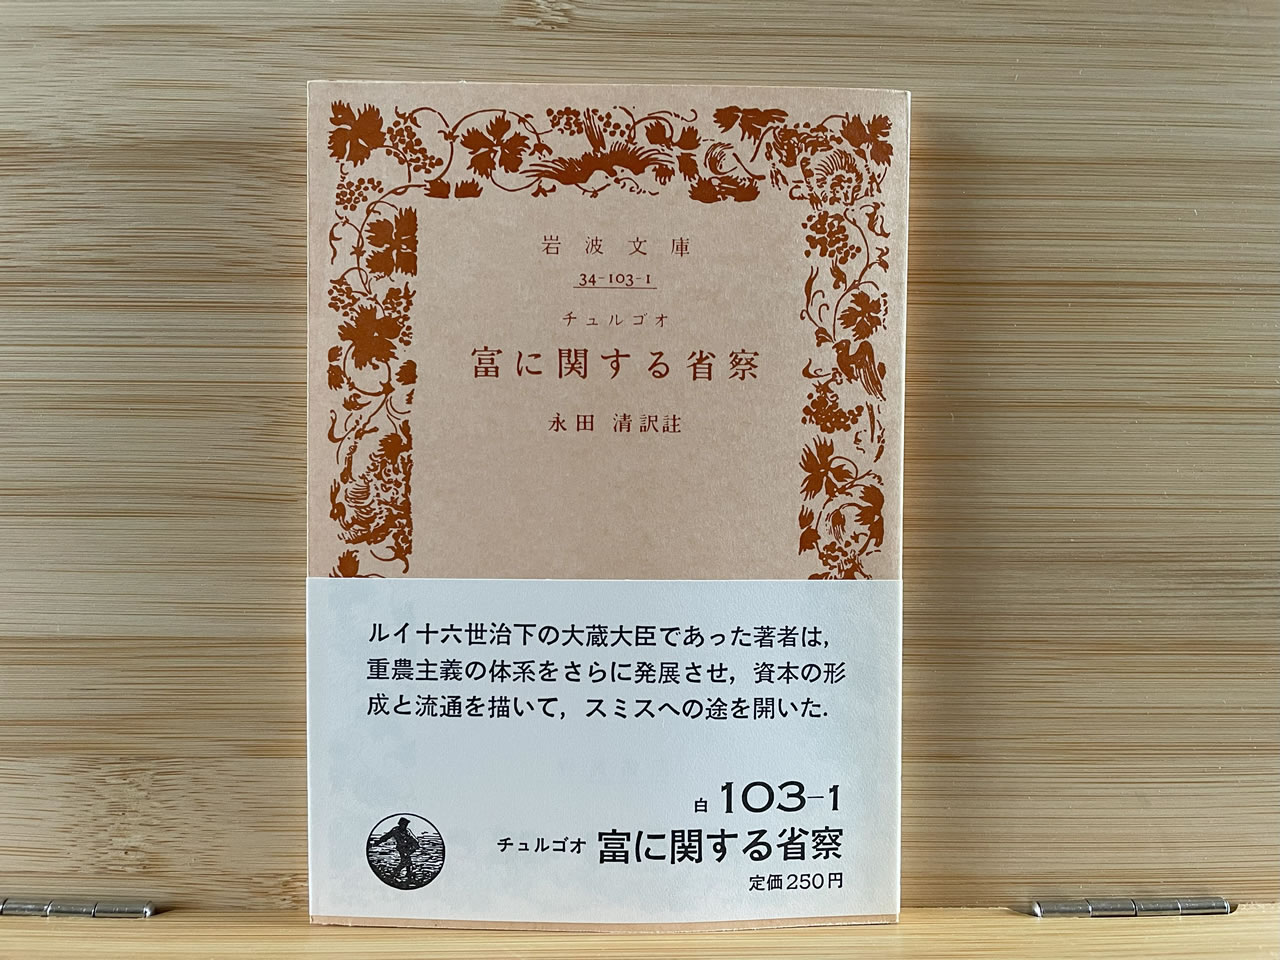 岩波文庫
34-103-1
チュルゴオ
富に関する省察
永田 清訳註
ルイ十六世治下の大蔵大臣であった著者は，
重農主義の体系をさらに発展させ，資本の形
成と流通を描いて，スミスへの途を開いた．
白 103-1
チュルゴオ 富に関する省察
定価250円